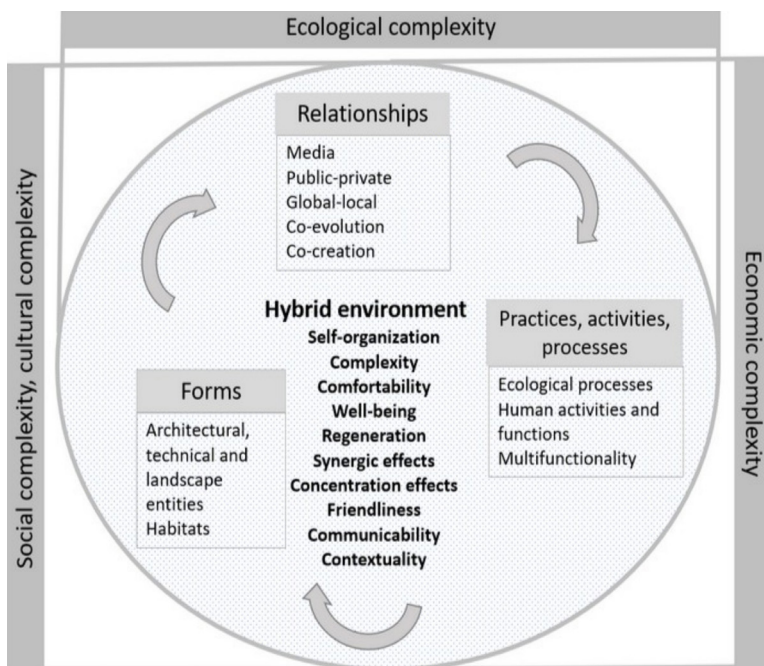 Ecological complexity
Social complexity, cultural complexity
Economic complexity
Relationships
Media
Public-private
Global-local
Co-evolution
Co-creation
Practices, activities,
processes
Ecological processes
Human activities and
functions
Multifunctionality
Forms
Architectural,
technical and
landscape
entities
Habitats
Hybrid environment
Self-organization
Complexity
Comfortability
Well-being
Regeneration
Synergic effects
Concentration effects
Friendliness
Communicability
Contextuality